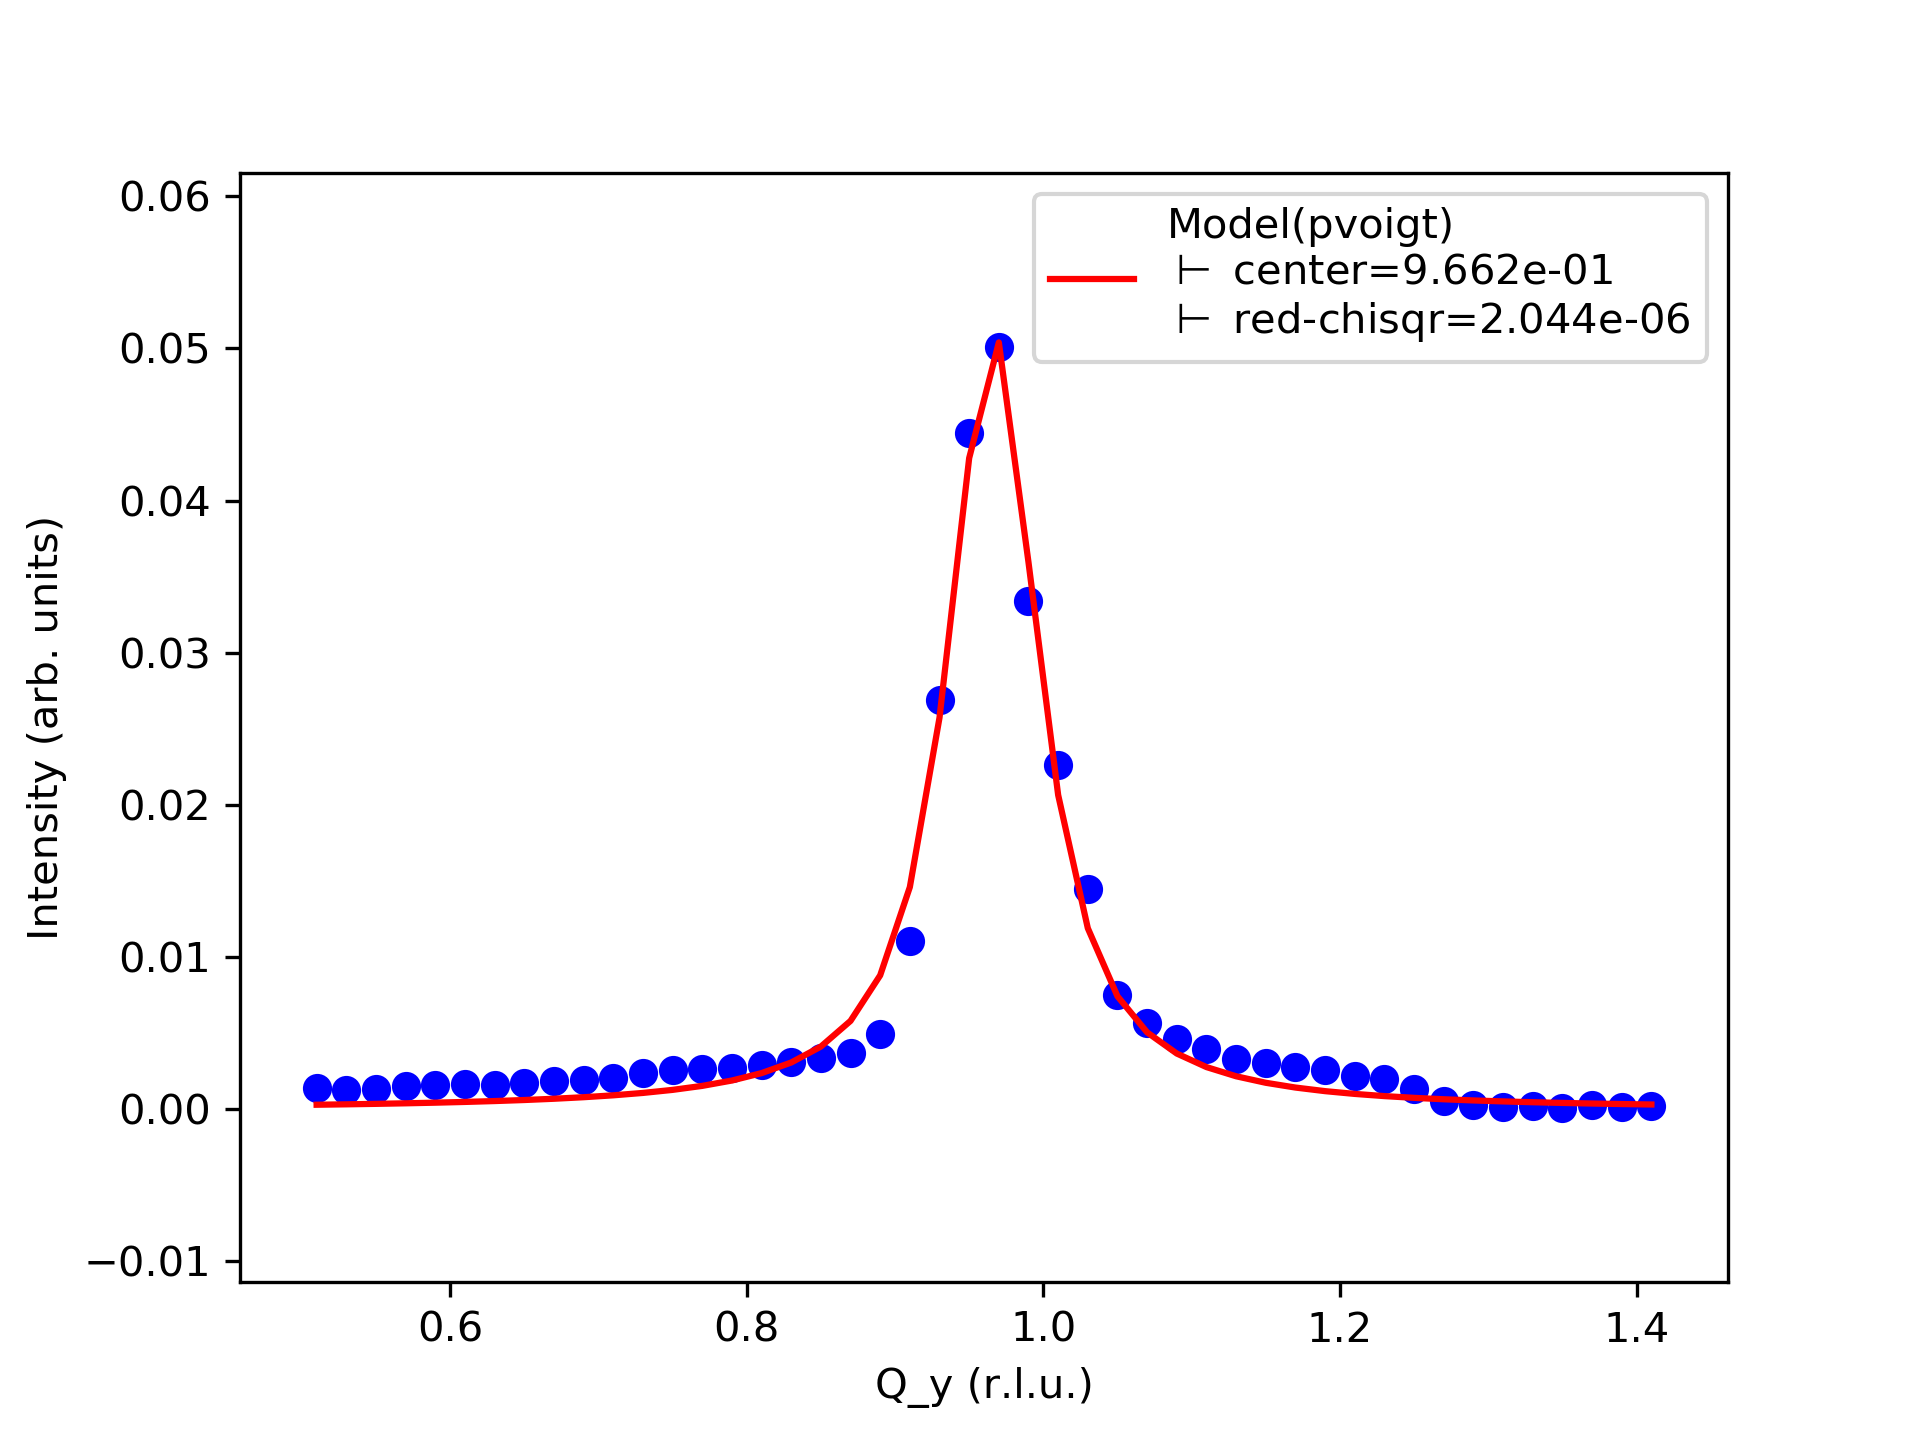 Model(pvoigt)
⊢ center=9.662e-01
⊢ red-chisqr=2.044e-06
0.06
0.05
0.04
0.03
0.02
0.01
0.00
−0.01
Intensity (arb. units)
0.6 0.8 1.0 1.2 1.4
Q_y (r.l.u.)